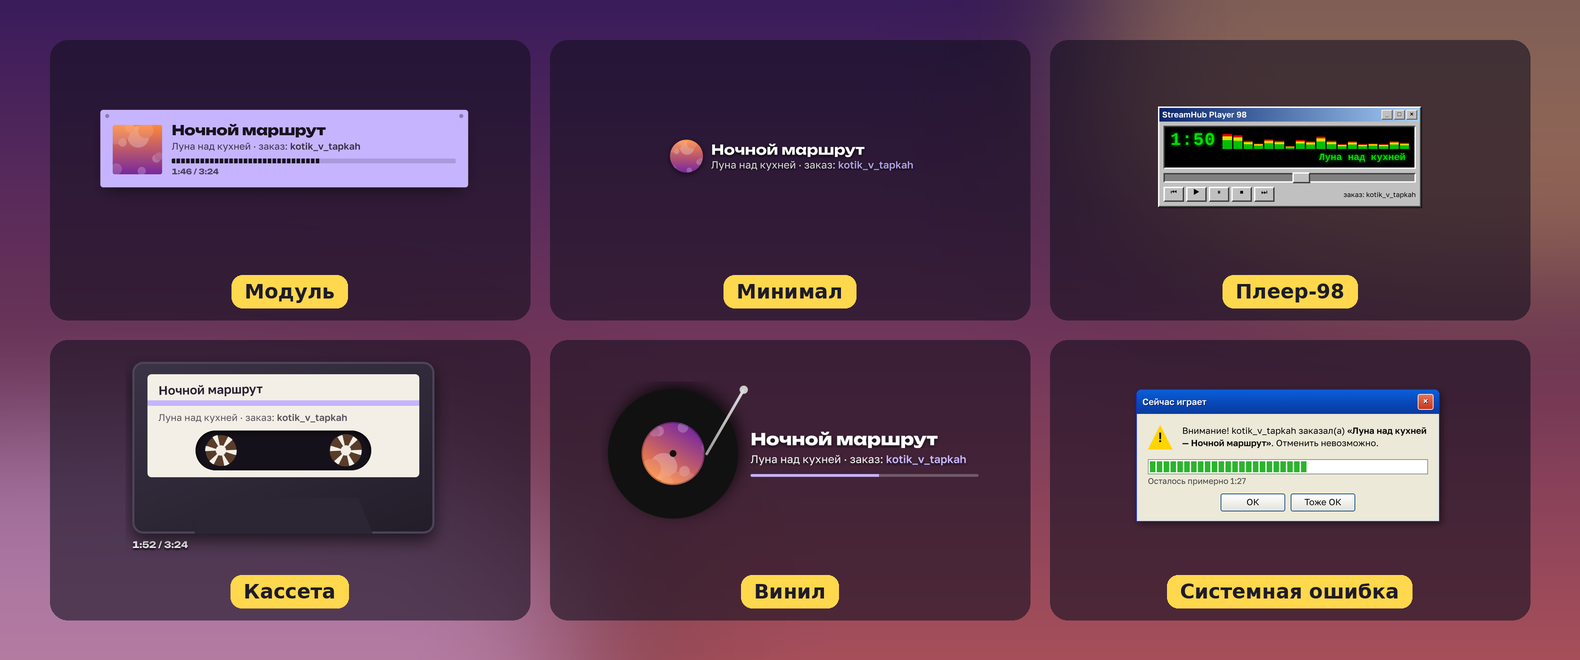 Ночной маршрут
Луна над кухней · заказ: kotik_v_tapkah
1:46 / 3:24
Модуль
Ночной маршрут
Луна над кухней · заказ: kotik_v_tapkah
Минимал
StreamHub Player 98
1:50
Луна над кухней
заказ: kotik_v_tapkah
Плеер-98
Ночной маршрут
Луна над кухней · заказ: kotik_v_tapkah
1:52 / 3:24
Кассета
Ночной маршрут
Луна над кухней · заказ: kotik_v_tapkah
Винил
Сейчас играет
Внимание! kotik_v_tapkah заказал(а) «Луна над кухней
— Ночной маршрут». Отменить невозможно.
Осталось примерно 1:27
OK
Тоже OK
Системная ошибка